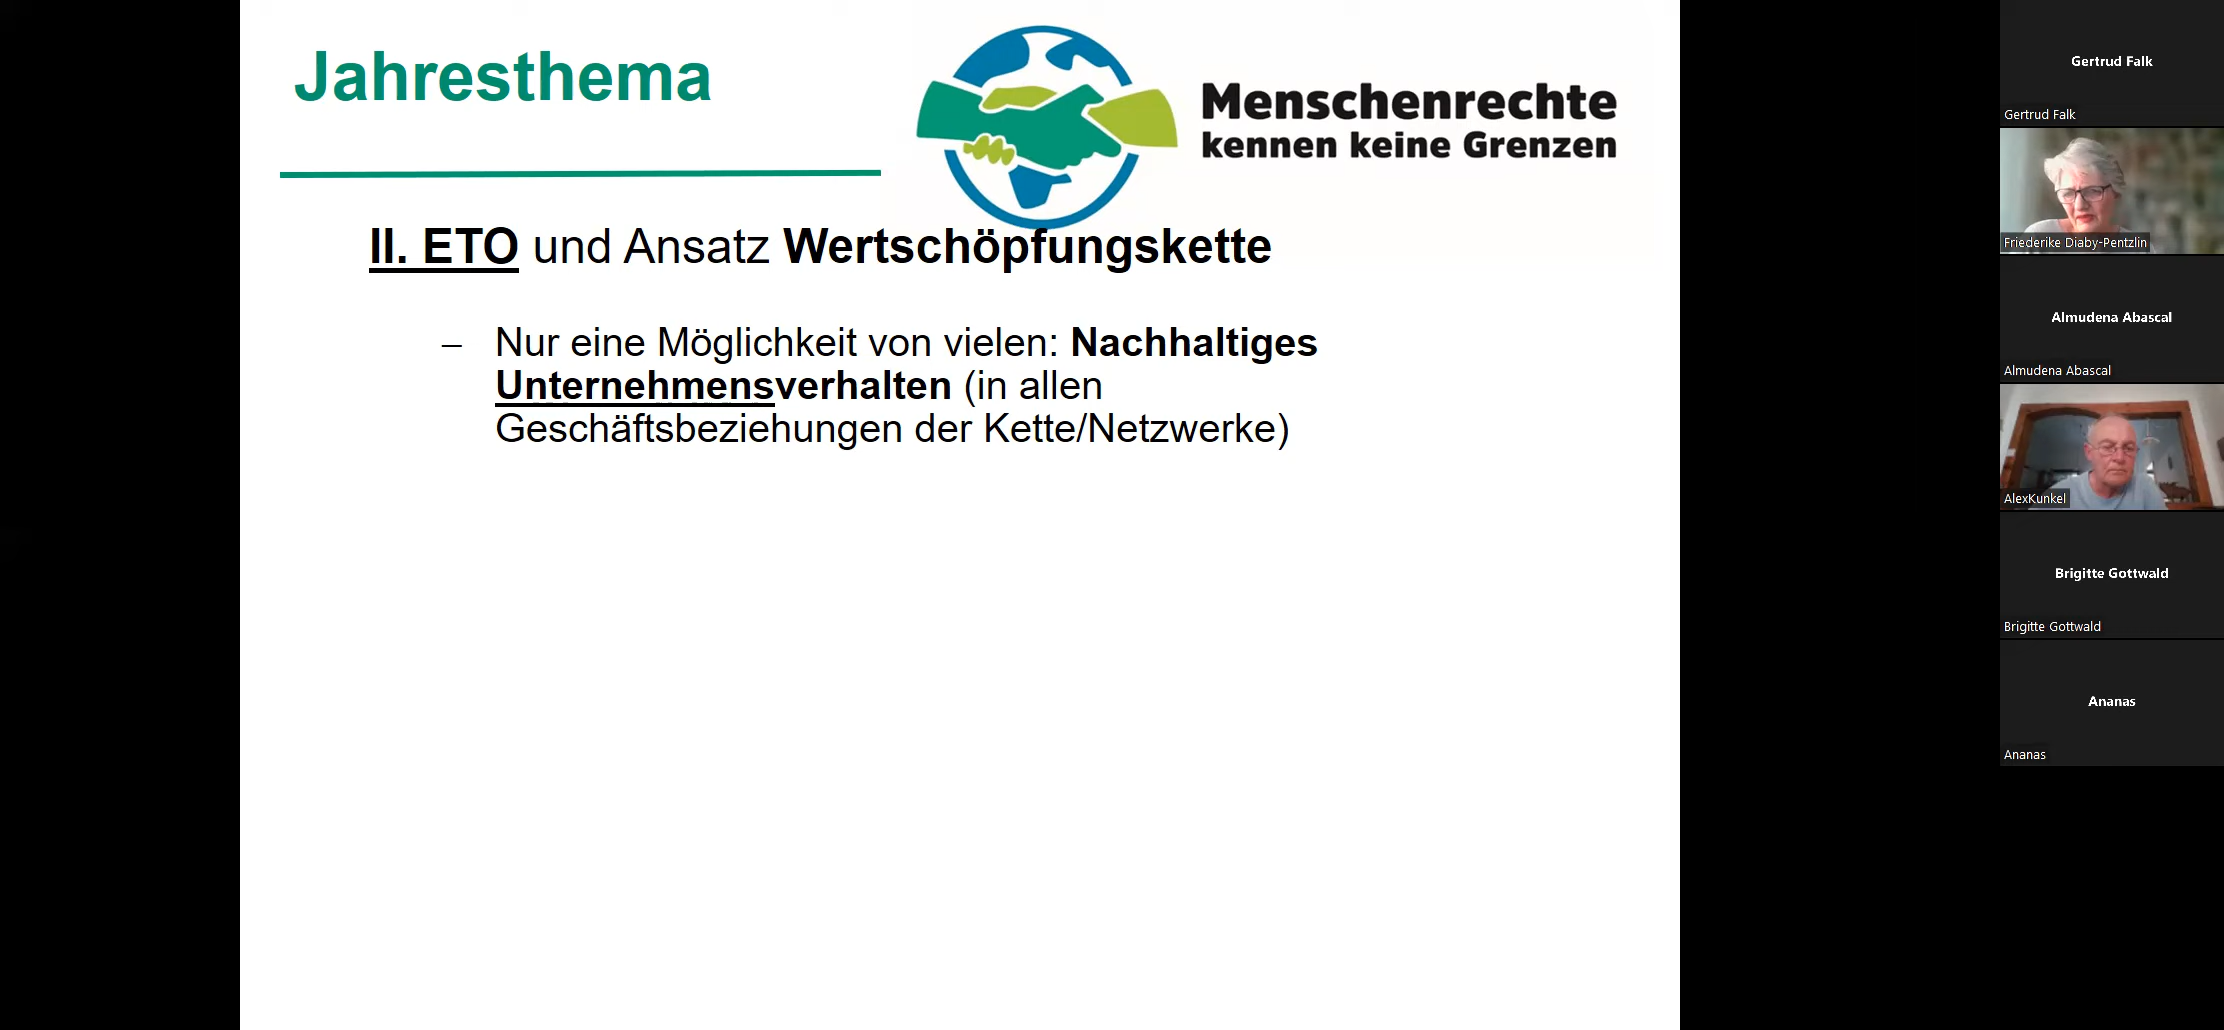 Jahresthema
Menschenrechte
kennen keine Grenzen
II. ETO und Ansatz Wertschöpfungskette
– Nur eine Möglichkeit von vielen: Nachhaltiges
Unternehmensverhalten (in allen
Geschäftsbeziehungen der Kette/Netzwerke)
Gertrud Falk
Gertrud Falk
Friederike Diaby-Pentzlin
Almudena Abascal
Almudena Abascal
AlexKunkel
Brigitte Gottwald
Brigitte Gottwald
Ananas
Ananas